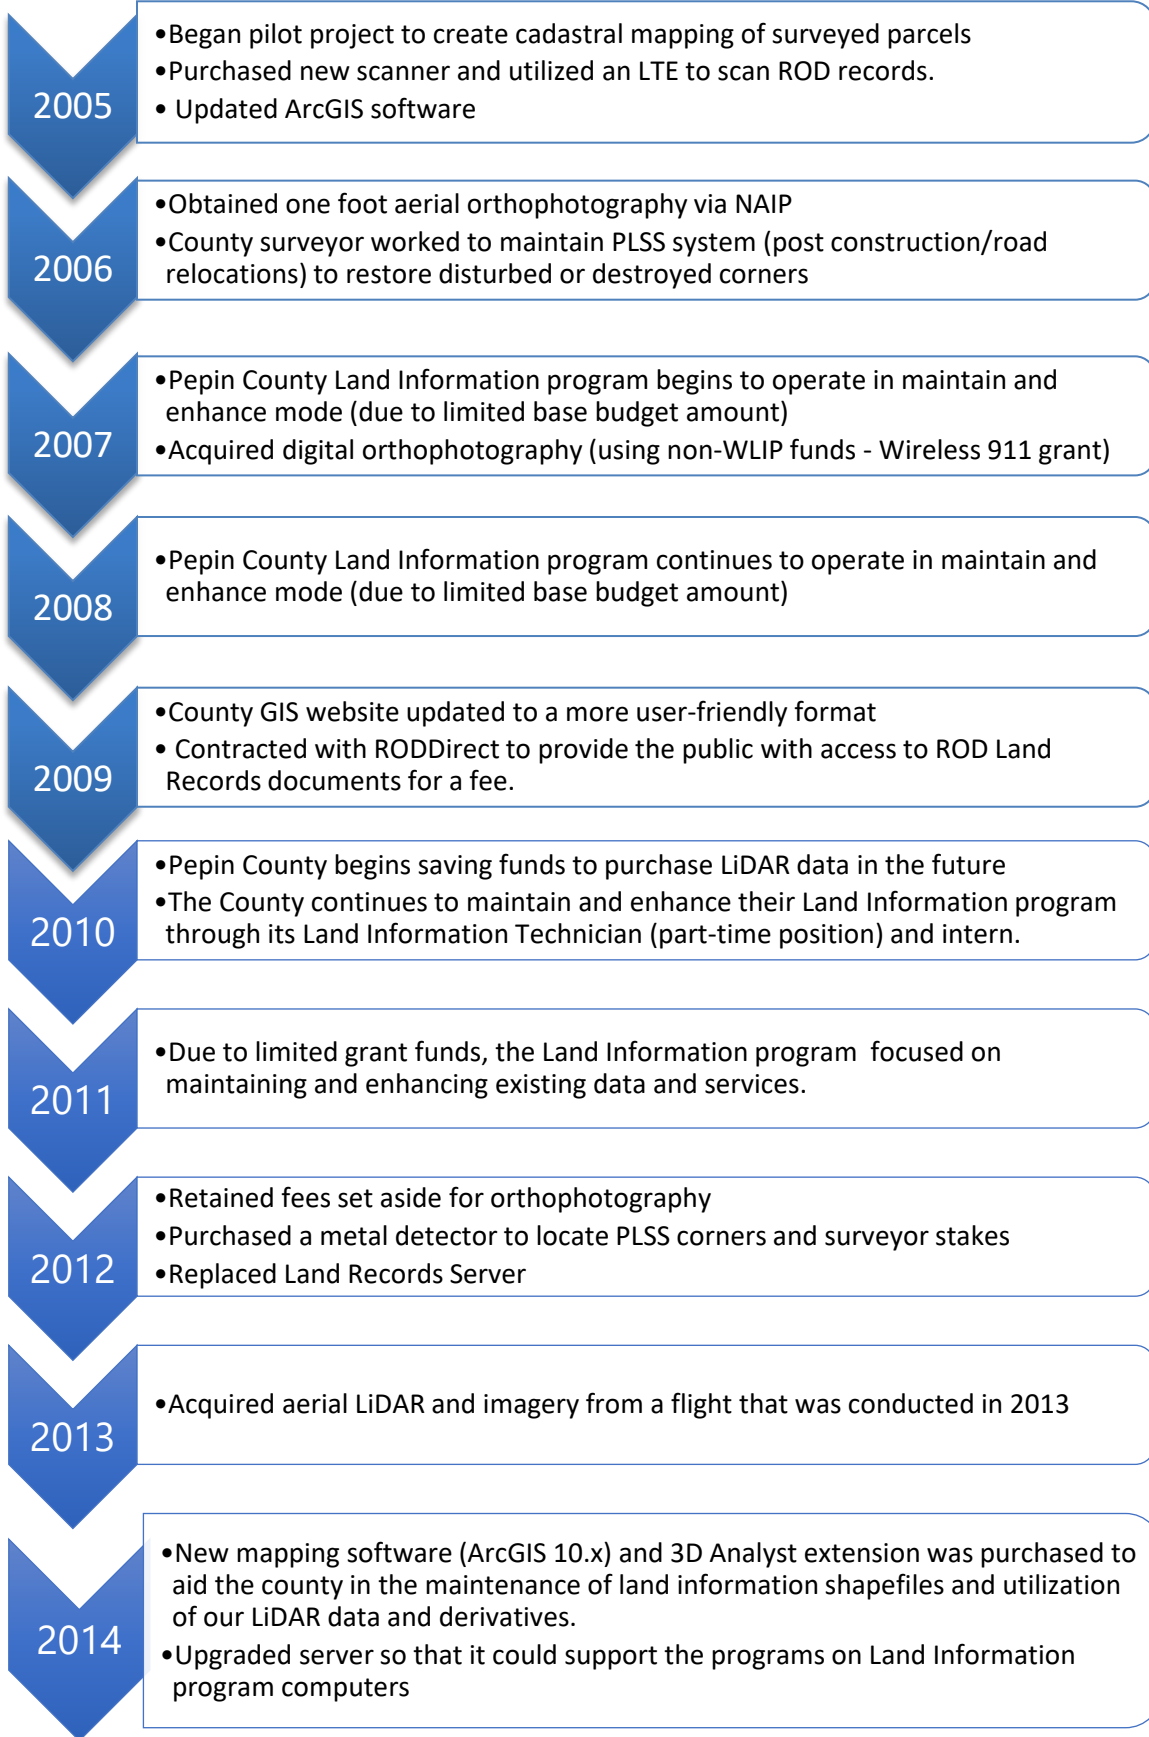 2005
•Began pilot project to create cadastral mapping of surveyed parcels
•Purchased new scanner and utilized an LTE to scan ROD records.
• Updated ArcGIS software
2006
•Obtained one foot aerial orthophotography via NAIP
•County surveyor worked to maintain PLSS system (post construction/road
relocations) to restore disturbed or destroyed corners
2007
•Pepin County Land Information program begins to operate in maintain and
enhance mode (due to limited base budget amount)
•Acquired digital orthophotography (using non-WLIP funds - Wireless 911 grant)
2008
•Pepin County Land Information program continues to operate in maintain and
enhance mode (due to limited base budget amount)
2009
•County GIS website updated to a more user-friendly format
• Contracted with RODDirect to provide the public with access to ROD Land
Records documents for a fee.
2010
•Pepin County begins saving funds to purchase LiDAR data in the future
•The County continues to maintain and enhance their Land Information program
through its Land Information Technician (part-time position) and intern.
2011
•Due to limited grant funds, the Land Information program  focused on
maintaining and enhancing existing data and services.
2012
•Retained fees set aside for orthophotography
•Purchased a metal detector to locate PLSS corners and surveyor stakes
•Replaced Land Records Server
2013
•Acquired aerial LiDAR and imagery from a flight that was conducted in 2013
2014
•New mapping software (ArcGIS 10.x) and 3D Analyst extension was purchased to
aid the county in the maintenance of land information shapefiles and utilization
of our LiDAR data and derivatives.
•Upgraded server so that it could support the programs on Land Information
program computers